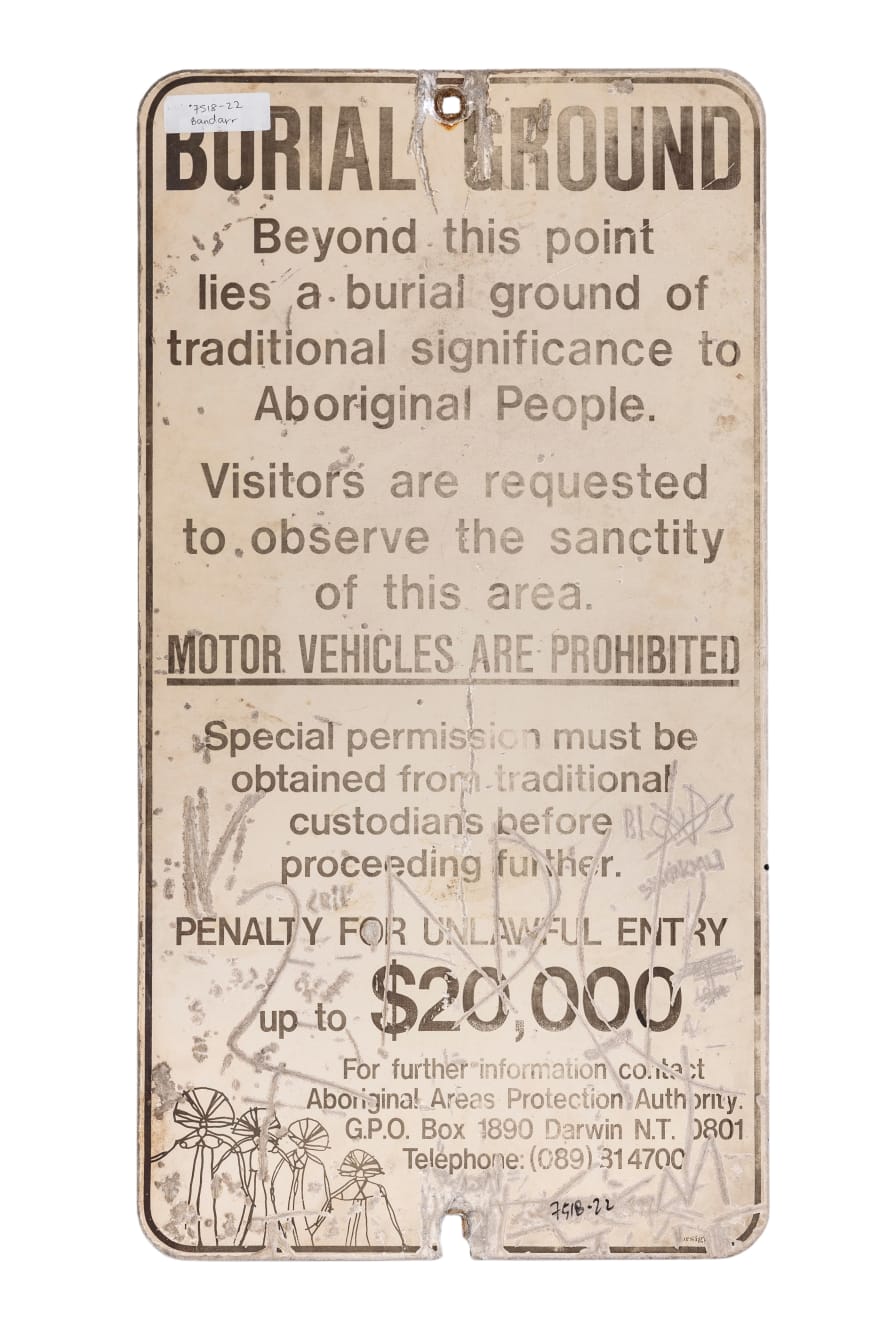 *7518-22
Bandarr
BURIAL GROUND
Beyond this point
lies a burial ground of
traditional significance to
Aboriginal People.
Visitors are requested
to observe the sanctity
of this area.
MOTOR VEHICLES ARE PROHIBITED
Special permission must be
obtained from traditional
custodians before
proceeding further.
PENALTY FOR UNLAWFUL ENTRY
up to $20,000
For further information contact
Aboriginal Areas Protection Authority.
G.P.O. Box 1890 Darwin N.T. 0801
Telephone: (089) 814700
7518-22